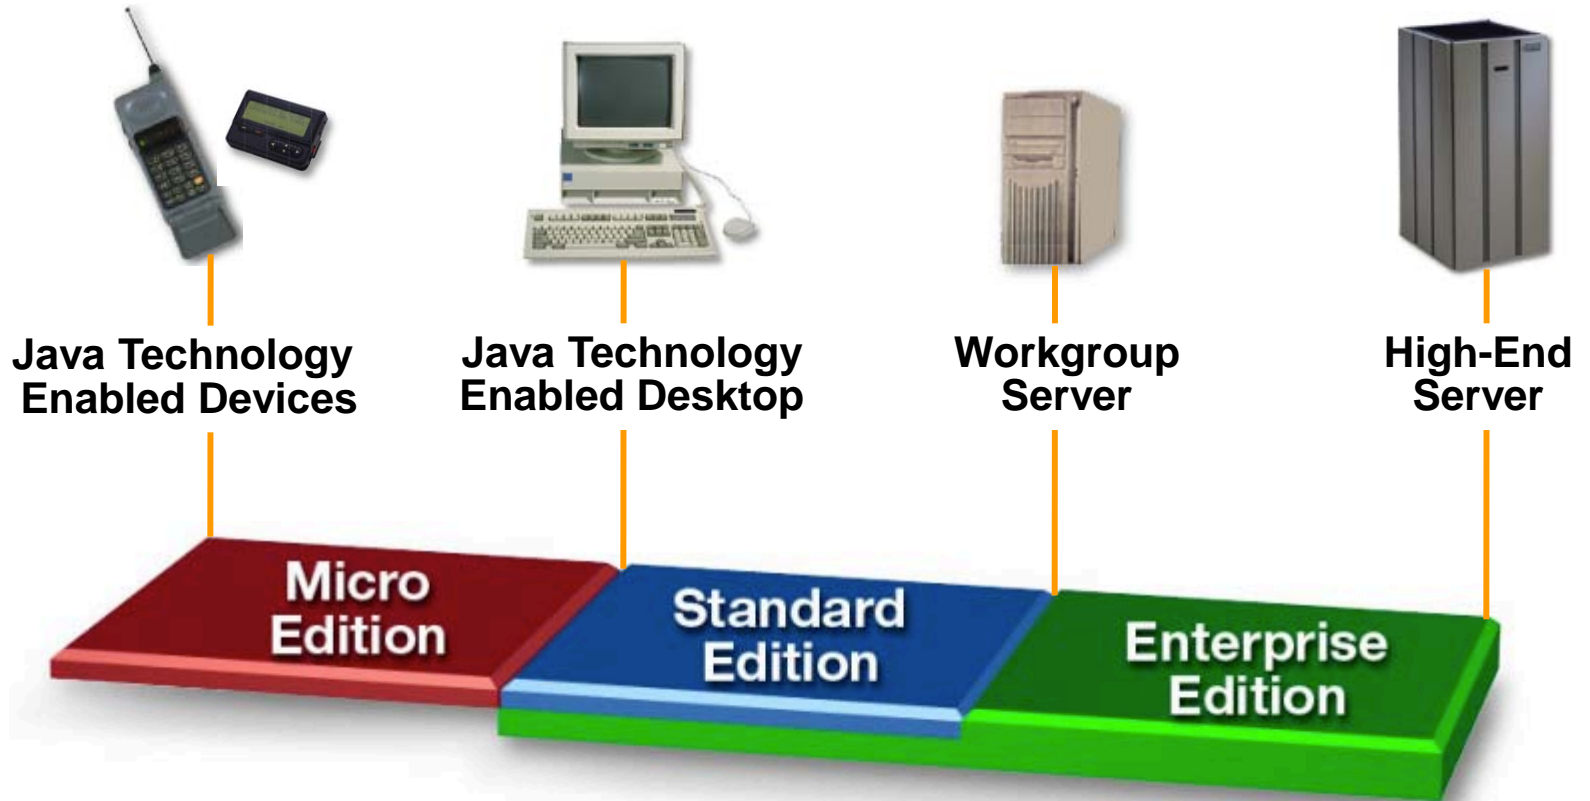 Java Technology
Enabled Devices
Java Technology
Enabled Desktop
Workgroup
Server
High-End
Server
Micro
Edition
Standard
Edition
Enterprise
Edition